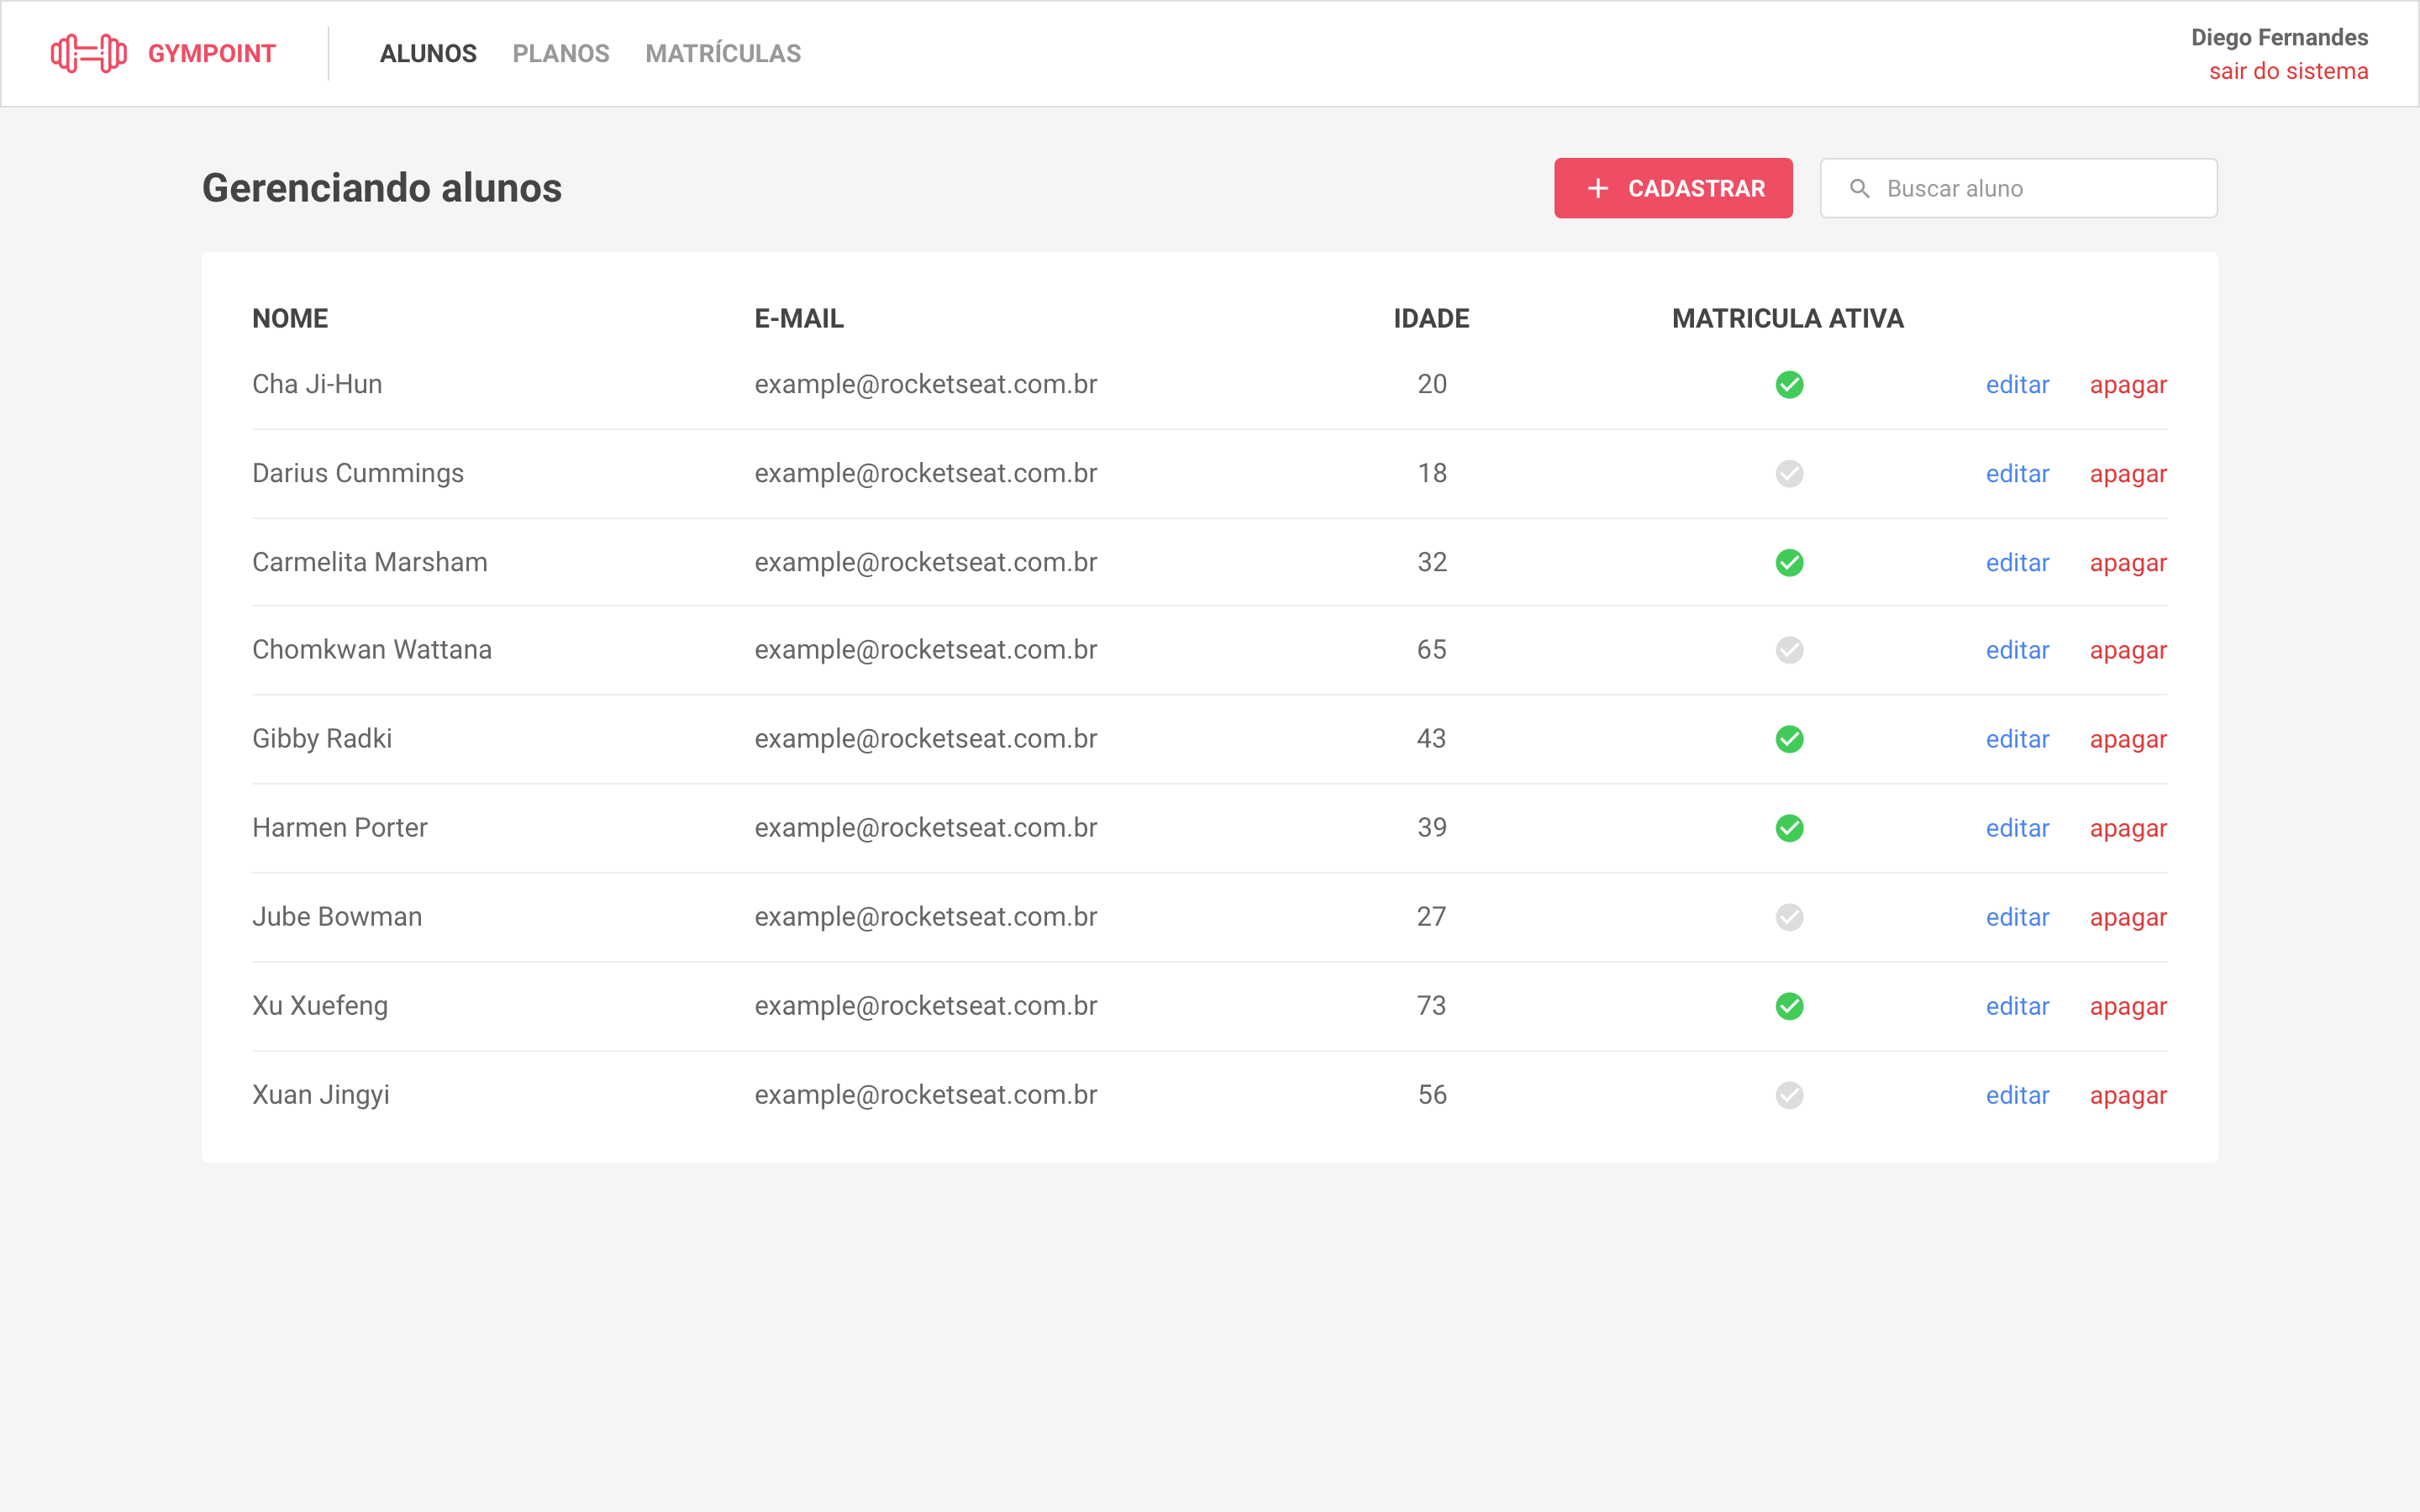 GYMPOINT ALUNOS PLANOS MATRÍCULAS Diego Fernandes
sair do sistema
Gerenciando alunos CADASTRAR Buscar aluno
NOME E-MAIL IDADE MATRICULA ATIVA
Cha Ji-Hun example@rocketseat.com.br 20 editar apagar
Darius Cummings example@rocketseat.com.br 18 editar apagar
Carmelita Marsham example@rocketseat.com.br 32 editar apagar
Chomkwan Wattana example@rocketseat.com.br 65 editar apagar
Gibby Radki example@rocketseat.com.br 43 editar apagar
Harmen Porter example@rocketseat.com.br 39 editar apagar
Jube Bowman example@rocketseat.com.br 27 editar apagar
Xu Xuefeng example@rocketseat.com.br 73 editar apagar
Xuan Jingyi example@rocketseat.com.br 56 editar apagar